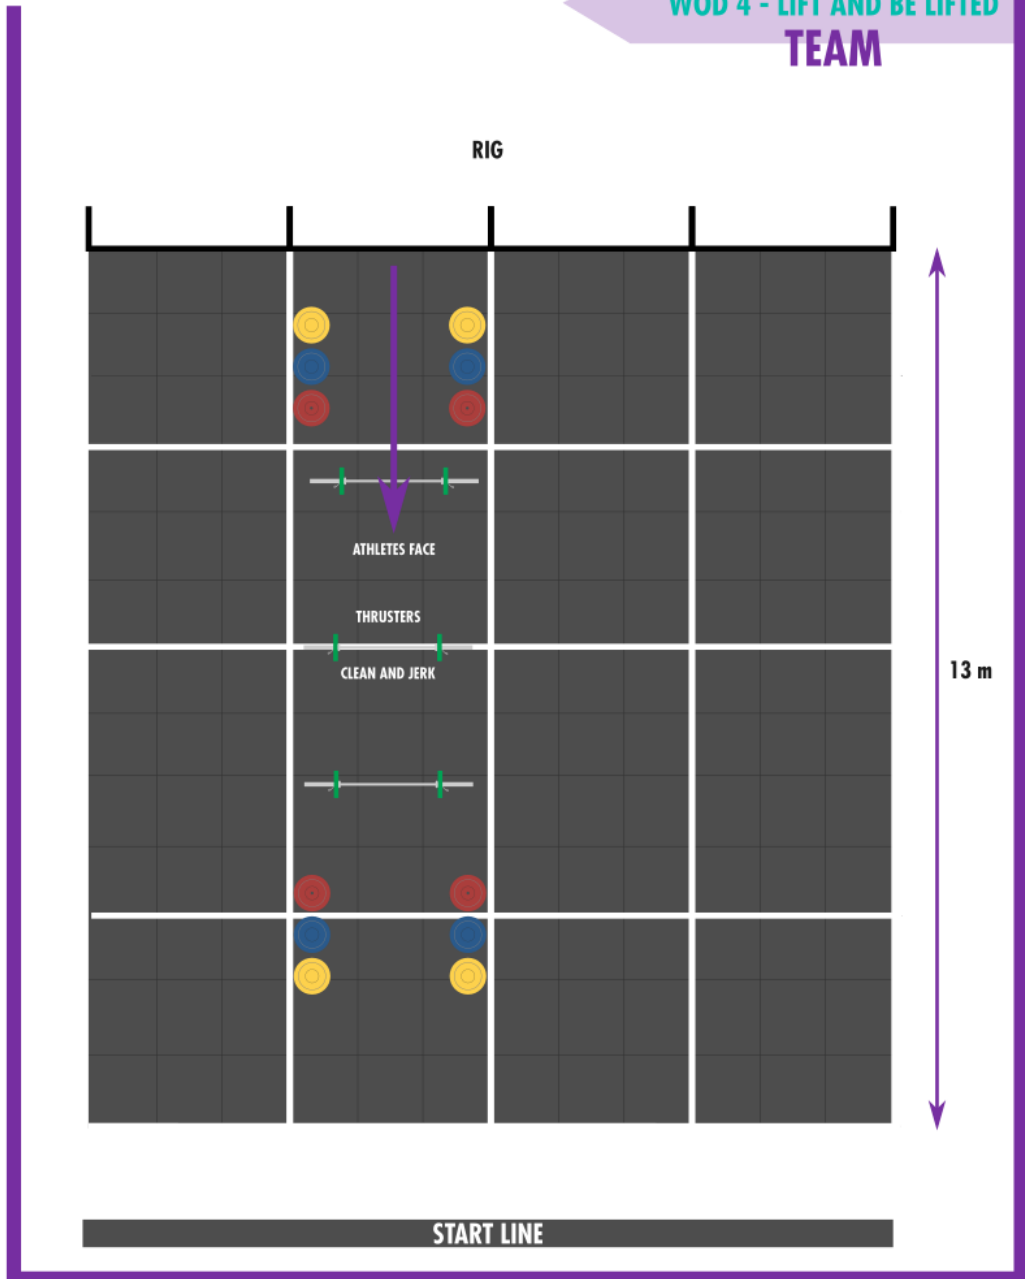 WOD 4 - LIFT AND BE LIFTED
TEAM
RIG
ATHLETES FACE
THRUSTERS
CLEAN AND JERK
13 m
START LINE